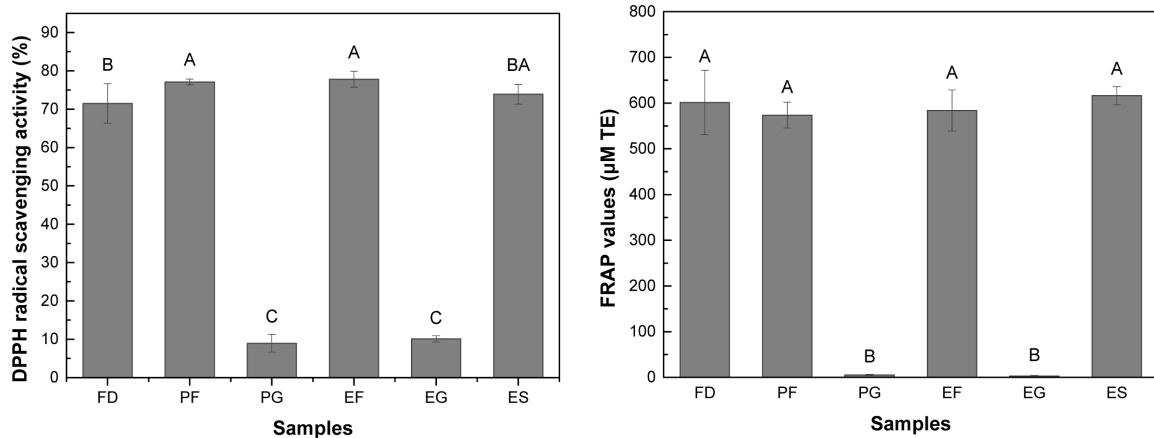 DPPH radical scavenging activity (%)
90
80
70
60
50
40
30
20
10
0
B
A
C
A
C
BA
FD PF PG EF EG ES
Samples
FRAP values (µM TE)
800
700
600
500
400
300
200
100
0
A
A
B
A
B
A
FD PF PG EF EG ES
Samples